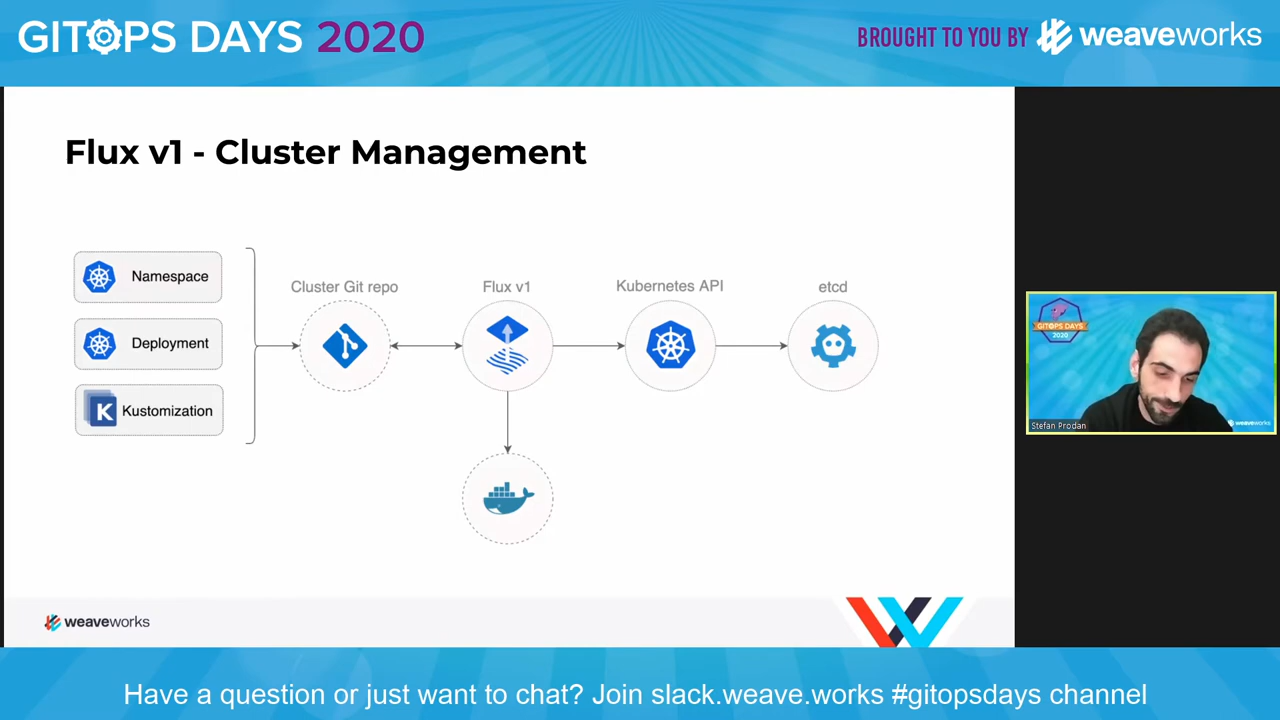 GITOPS DAYS 2020
BROUGHT TO YOU BY weaveworks
Flux v1 - Cluster Management
Namespace
Deployment
Kustomization
Cluster Git repo
Flux v1
Kubernetes API
etcd
K
GITOPS DAYS
2020
Stefan Prodan
weaveworks
weaveworks
Have a question or just want to chat? Join slack.weave.works #gitopsdays channel